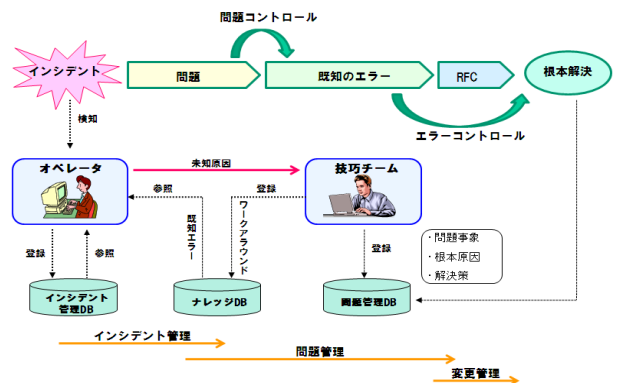 問題コントロール
インシデント
問題
既知のエラー
RFC
根本解決
検知
エラーコントロール
オペレータ
未知原因
技巧チーム
参照
登録
既知エラー
ワークアラウンド
登録
参照
登録
・問題事象
・根本原因
・解決策
インシデント
管理DB
ナレッジDB
問題管理DB
インシデント管理
問題管理
変更管理